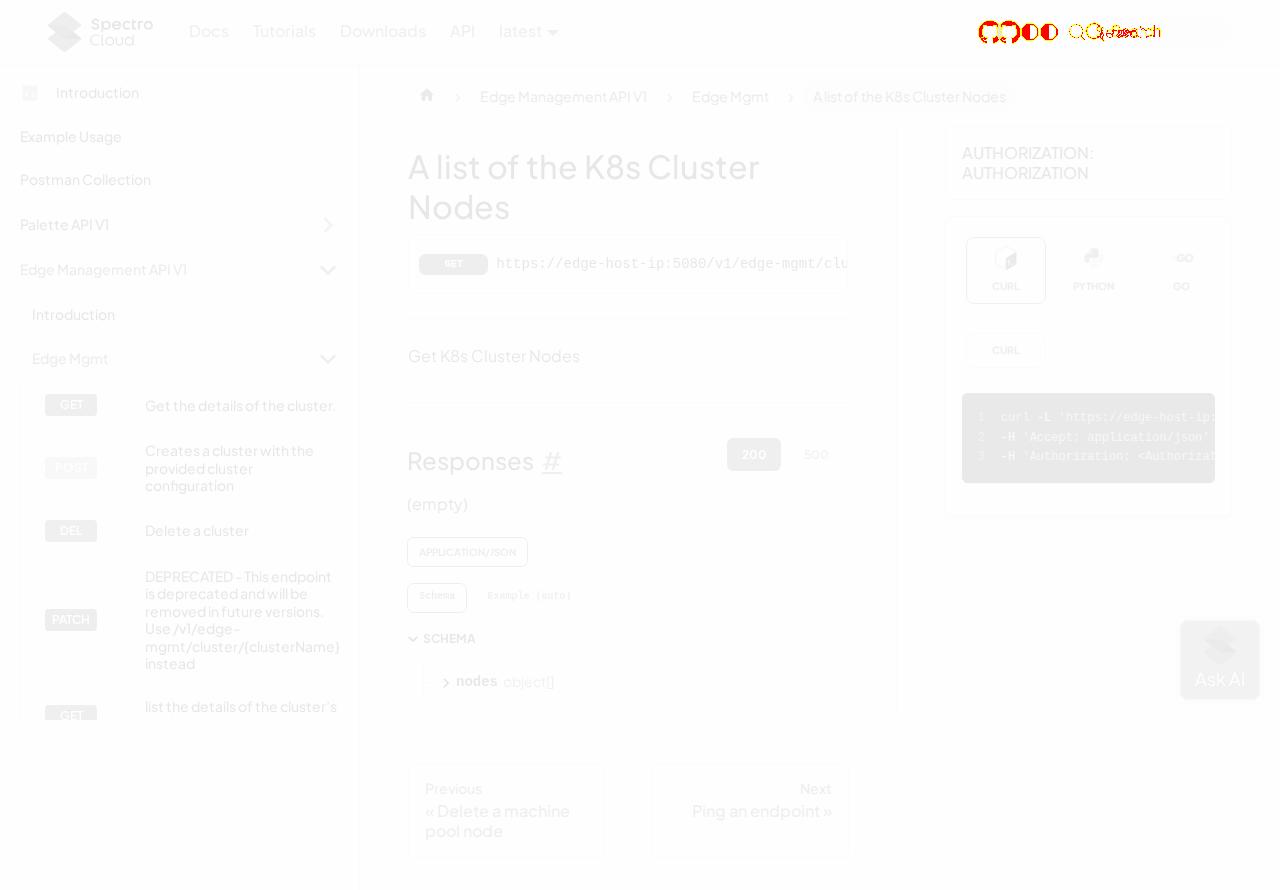 Spectro Cloud
Docs
Tutorials
Downloads
API
latest
Search
Introduction
Example Usage
Postman Collection
Palette API V1
Edge Management API V1
Introduction
Edge Mgmt
GET Get the details of the cluster.
POST Creates a cluster with the
provided cluster
configuration
DEL Delete a cluster
DEPRECATED - This endpoint
is deprecated and will be
removed in future versions.
PATCH Use /v1/edge-
mgmt/cluster/{clusterName}
instead
GET list the details of the cluster's
Edge Management API V1
Edge Mgmt
A list of the K8s Cluster Nodes
A list of the K8s Cluster
Nodes
GET https://edge-host-ip:5080/v1/edge-mgmt/clu
Get K8s Cluster Nodes
Responses #
200 500
(empty)
APPLICATION/JSON
Schema Example (auto)
SCHEMA
nodes object[]
Previous
« Delete a machine
pool node
Next
Ping an endpoint »
AUTHORIZATION:
AUTHORIZATION
CURL PYTHON GO
GO
CURL
1 curl -L 'https://edge-host-ip:
2 -H 'Accept: application/json'
3 -H 'Authorization: <Authorizat
Ask AI